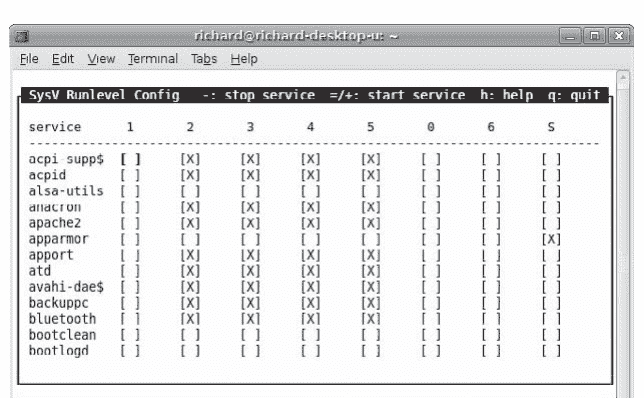 richard@richard-desktop-u: ~
File Edit View Terminal Tabs Help
SysV Runlevel Config -: stop service =/+: start service h: help q: quit
service 1 2 3 4 5 0 6 S
acpi-supp$ [ ] [X] [X] [X] [X] [ ] [ ] [ ]
acpid [ ] [X] [X] [X] [X] [ ] [ ] [ ]
alsa-utils [ ] [ ] [ ] [ ] [ ] [ ] [ ] [ ]
anacron [ ] [X] [X] [X] [X] [ ] [ ] [ ]
apache2 [ ] [X] [X] [X] [X] [ ] [ ] [ ]
apparmor [ ] [ ] [ ] [ ] [ ] [ ] [ ] [X]
apport [ ] [X] [X] [X] [X] [ ] [ ] [ ]
atd [ ] [X] [X] [X] [X] [ ] [ ] [ ]
avahi-dae$ [ ] [X] [X] [X] [X] [ ] [ ] [ ]
backuppc [ ] [X] [X] [X] [X] [ ] [ ] [ ]
bluetooth [ ] [X] [X] [X] [X] [ ] [ ] [ ]
bootclean [ ] [ ] [ ] [ ] [ ] [ ] [ ] [ ]
bootlogd [ ] [ ] [ ] [ ] [ ] [ ] [ ] [ ]